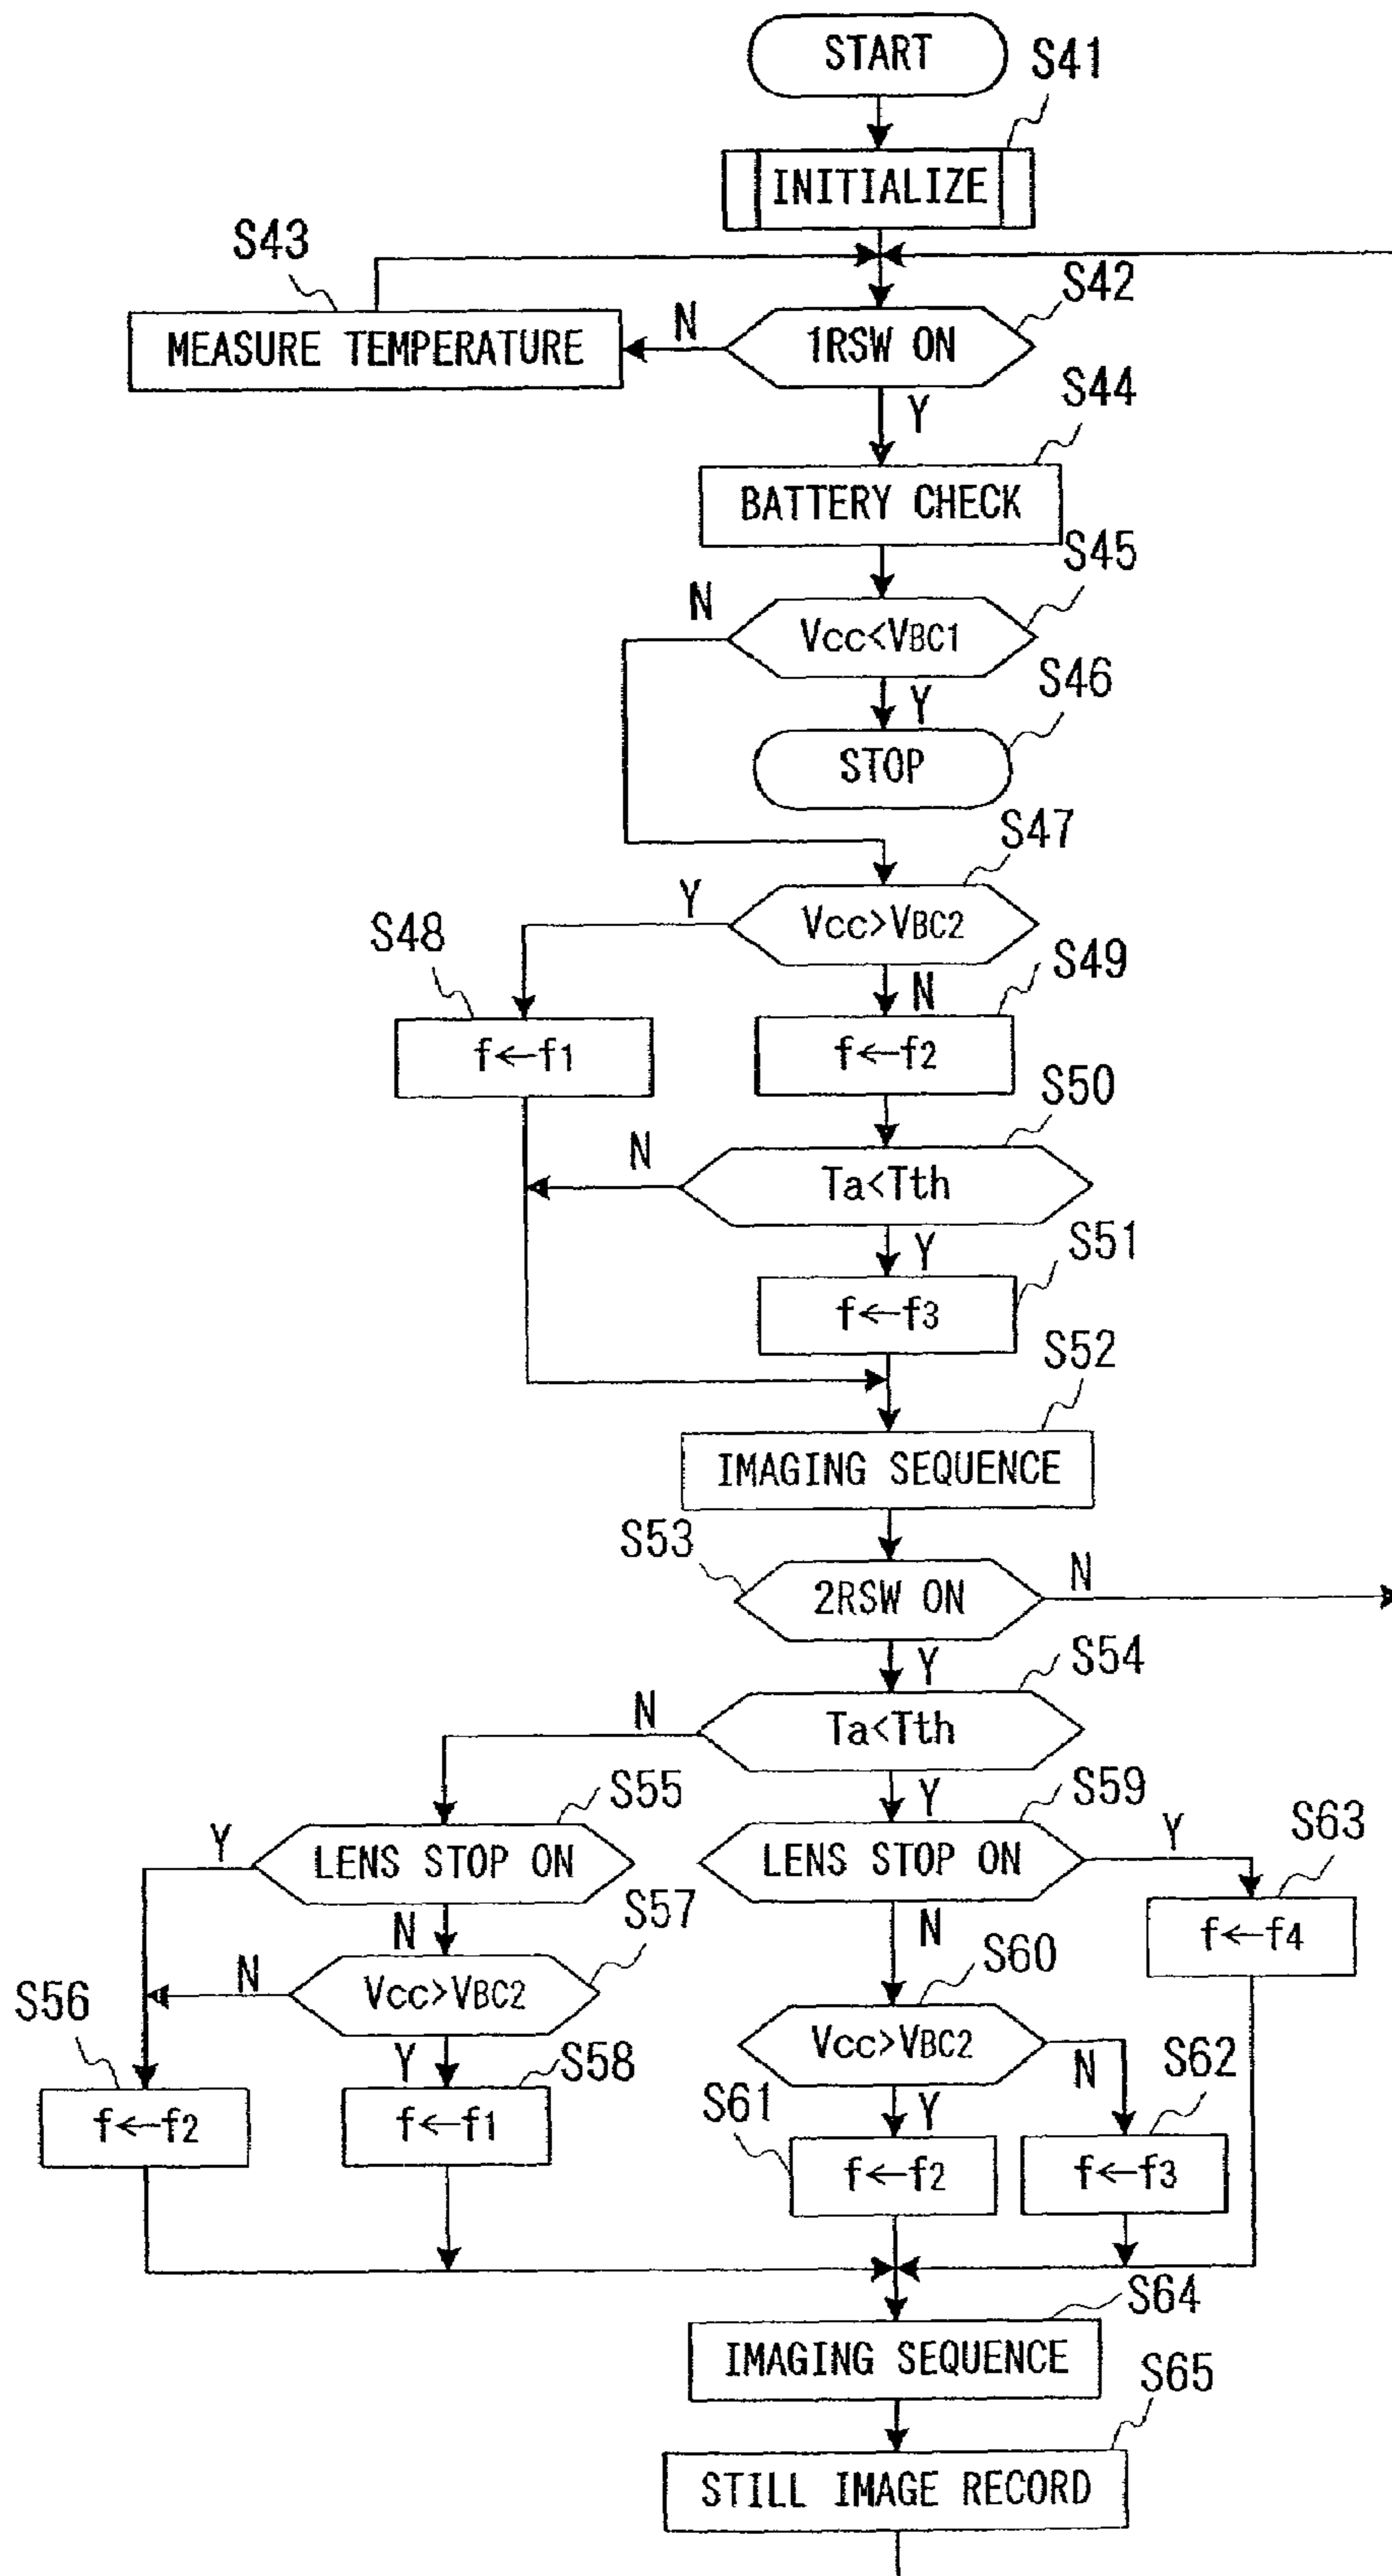 START
S41
INITIALIZE
S43
S42
MEASURE TEMPERATURE
N
1RSW ON
Y
S44
BATTERY CHECK
S45
N
Vcc<VBC1
Y
S46
STOP
S47
Y
Vcc>VBC2
S48
N
S49
f←f1
f←f2
S50
N
Ta<Tth
Y
S51
f←f3
S52
IMAGING SEQUENCE
S53
2RSW ON
N
Y
S54
N
Ta<Tth
S55
Y
S59
Y
LENS STOP ON
LENS STOP ON
Y
S63
N
S57
N
f←f4
S56
N
Vcc>VBC2
S60
Y
S58
Vcc>VBC2
N
S62
f←f2
f←f1
S61
Y
f←f2
f←f3
S64
IMAGING SEQUENCE
S65
STILL IMAGE RECORD